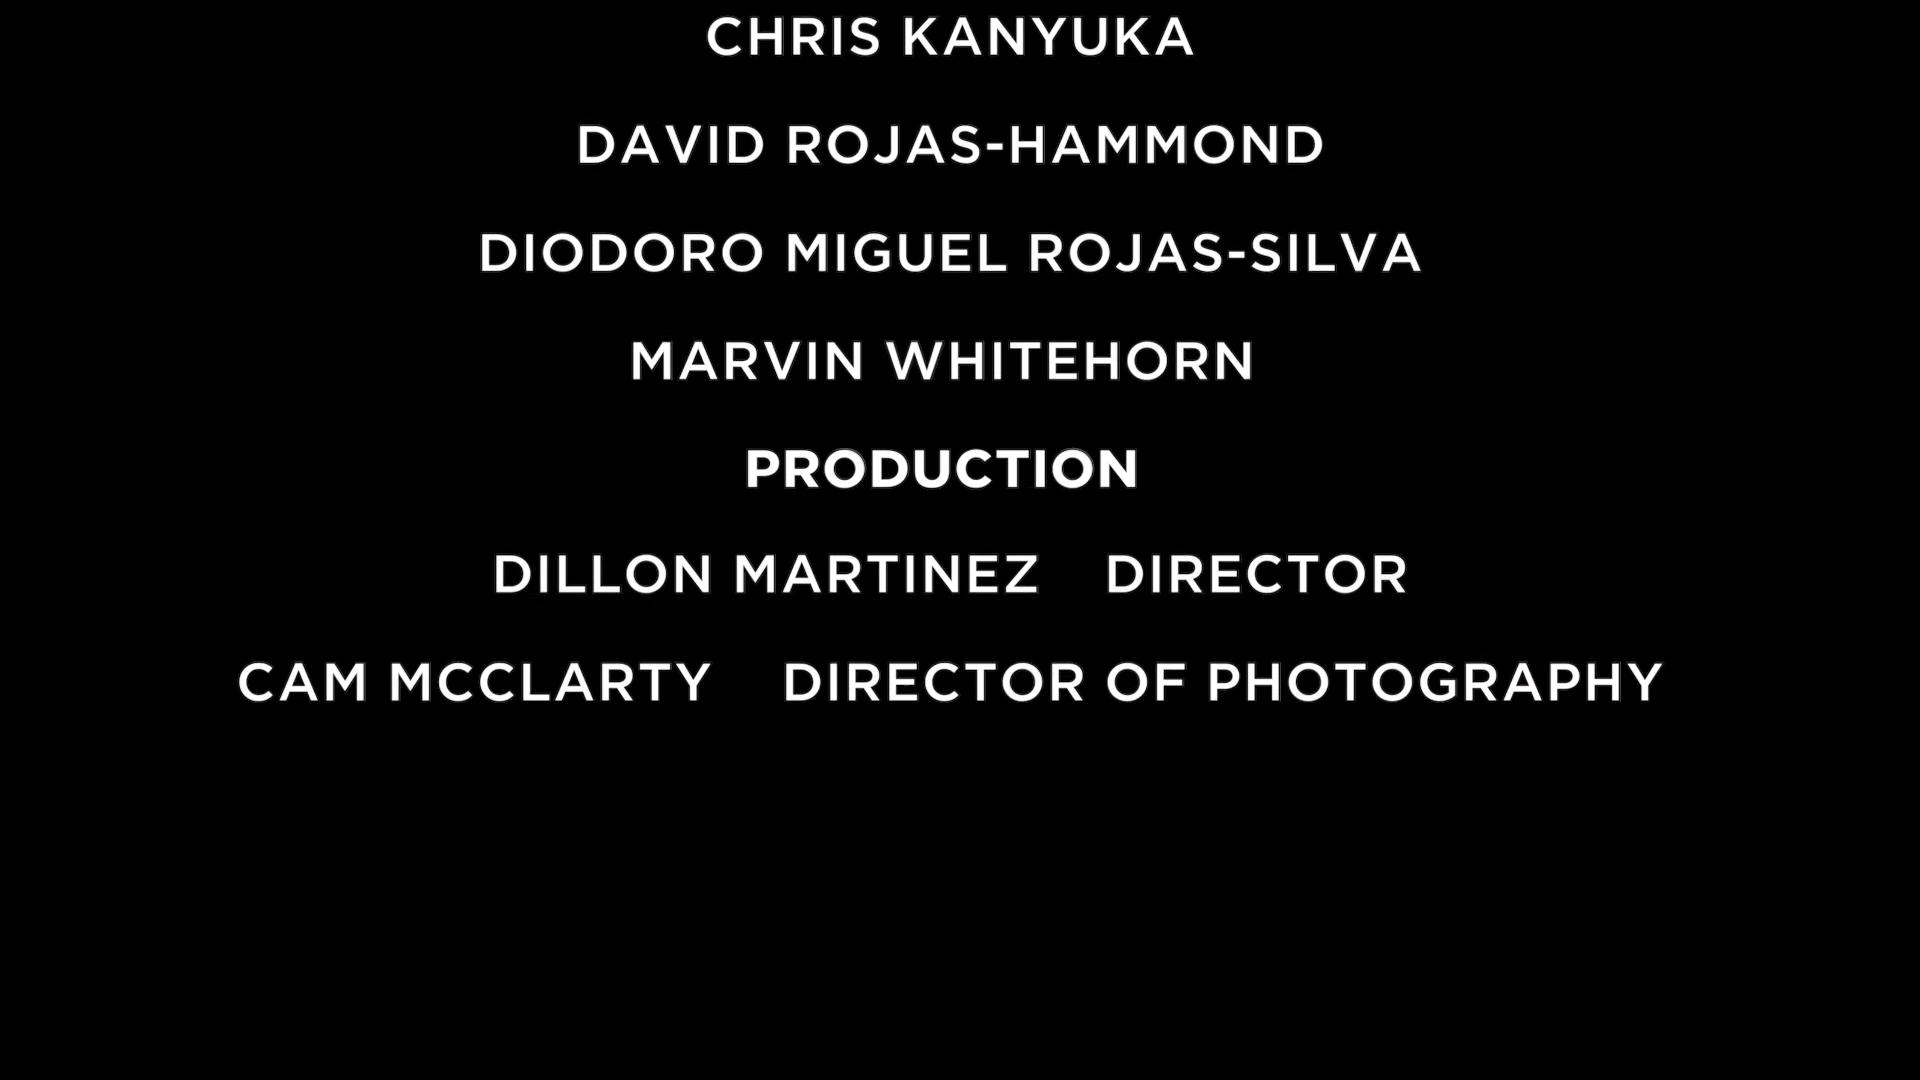 CHRIS KANYUKA
DAVID ROJAS-HAMMOND
DIODORO MIGUEL ROJAS-SILVA
MARVIN WHITEHORN
PRODUCTION
DILLON MARTINEZ DIRECTOR
CAM MCCLARTY DIRECTOR OF PHOTOGRAPHY